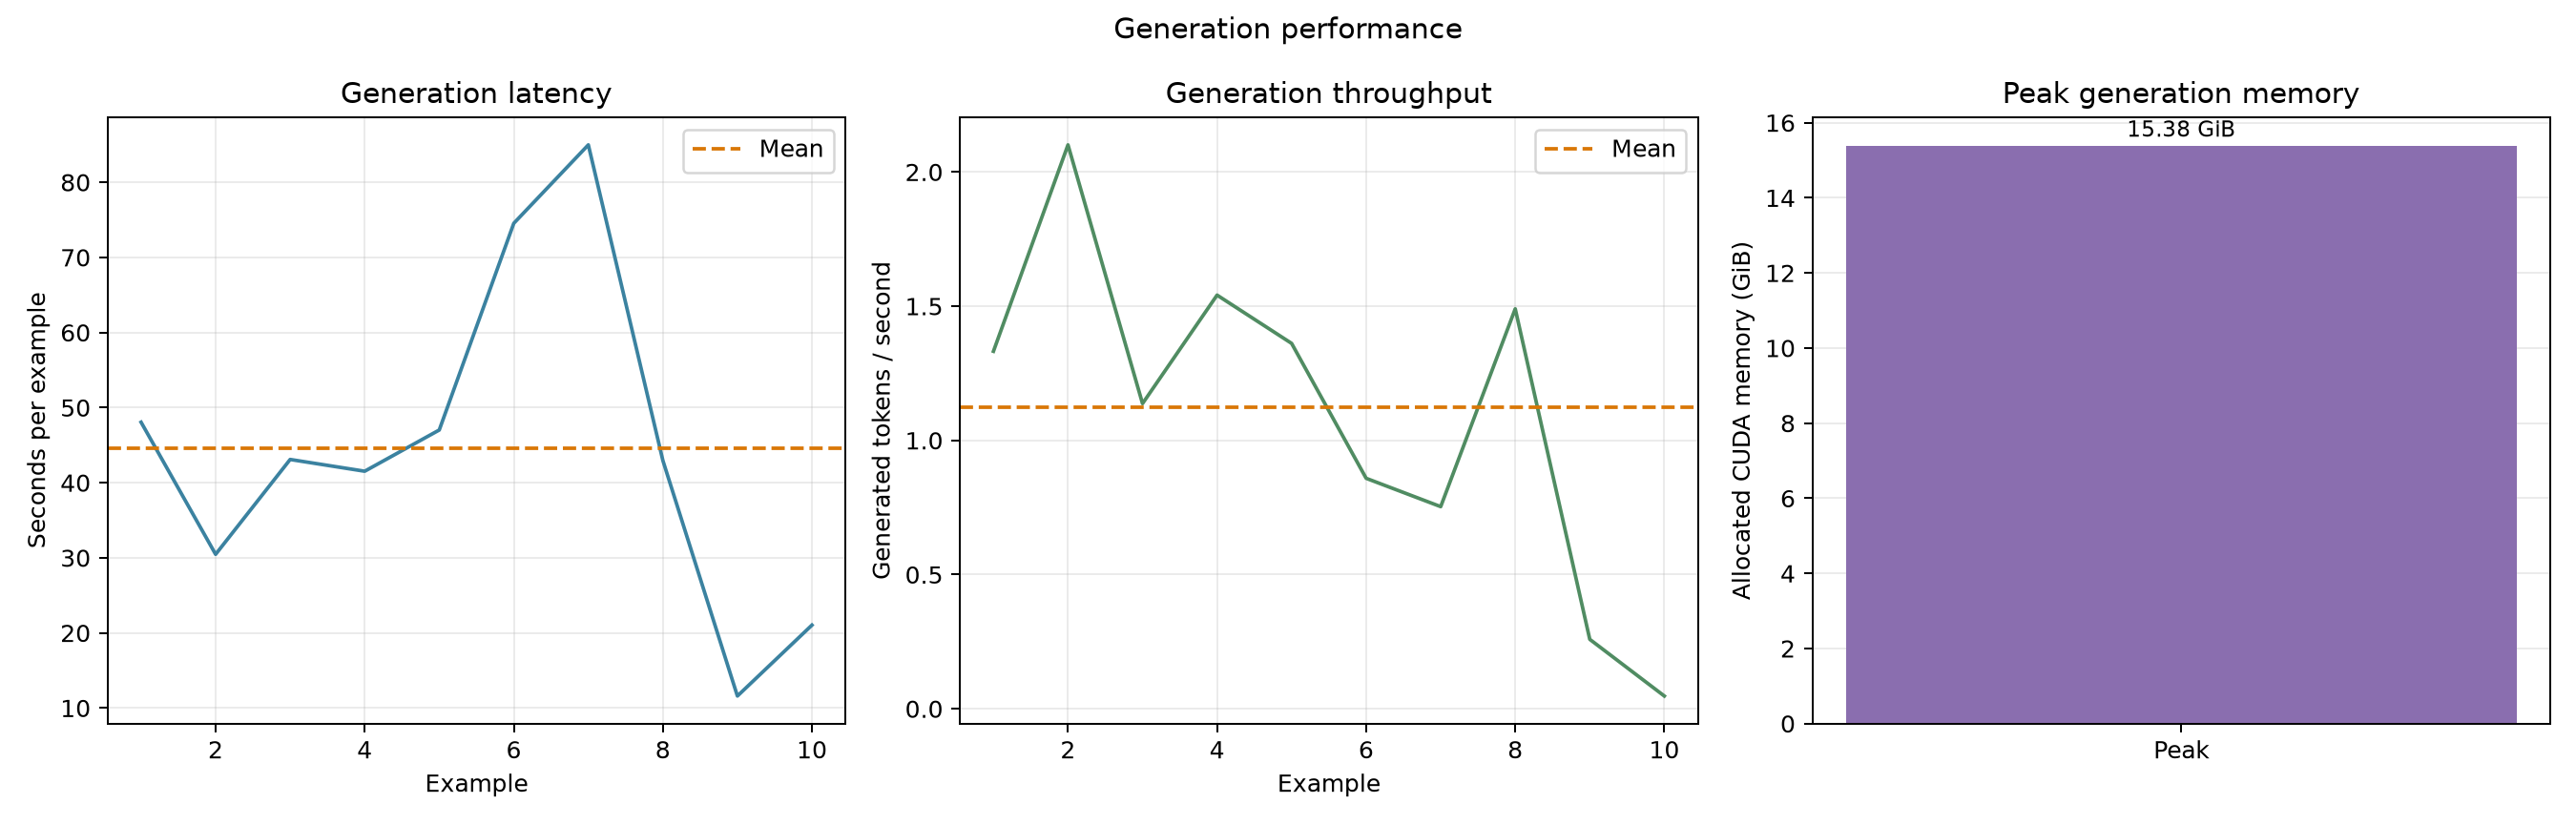 Generation performance
Generation latency
Mean
Seconds per example
80
70
60
50
40
30
20
10
2
4
6
8
10
Example
Generation throughput
Mean
Generated tokens / second
2.0
1.5
1.0
0.5
0.0
2
4
6
8
10
Example
Peak generation memory
15.38 GiB
Allocated CUDA memory (GiB)
16
14
12
10
8
6
4
2
0
Peak